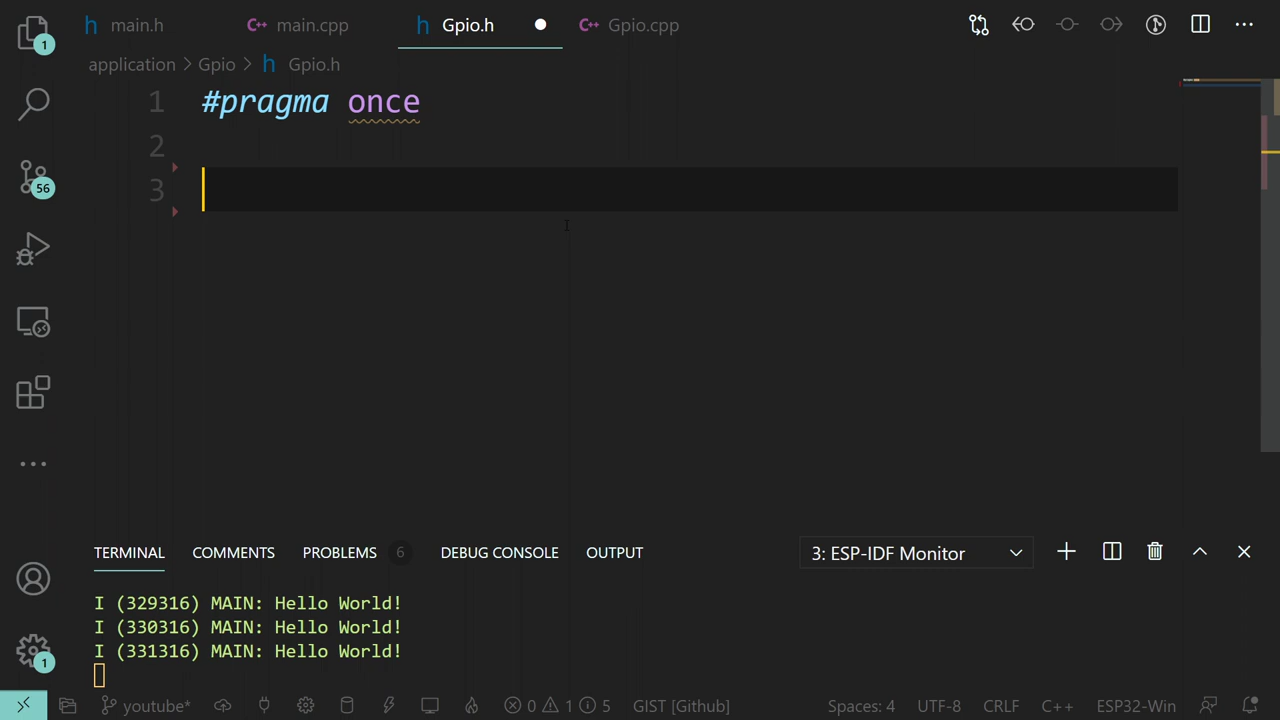 h main.h C++ main.cpp h Gpio.h C++ Gpio.cpp
application > Gpio > h Gpio.h
1 #pragma once
2
3
1
56
TERMINAL COMMENTS PROBLEMS 6 DEBUG CONSOLE OUTPUT 3: ESP-IDF Monitor
I (329316) MAIN: Hello World!
I (330316) MAIN: Hello World!
I (331316) MAIN: Hello World!
1
youtube* 0 1 5 GIST [Github] Spaces: 4 UTF-8 CRLF C++ ESP32-Win